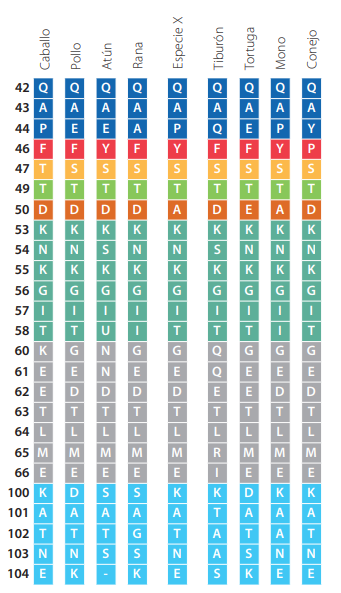 Caballo Pollo Atún Rana Especie X Tiburón Tortuga Mono Conejo
42 Q Q Q Q Q Q Q Q Q
43 A A A A A A A A A
44 P E E A P Q E P Y
46 F F Y F Y F F Y P
47 T S S S S S S S S
49 T T T T T T T T T
50 D D D D A D E A D
53 K K K K K K K K K
54 N N S N N S N N N
55 K K K K K K K K K
56 G G G G G G G G G
57 I I I I I I I I I
58 T T U I T T T I T
60 K G N G G Q G G G
61 E E N E E Q E E E
62 E D D D D E E D D
63 T T T T T T T T T
64 L L L L L L L L L
65 M M M M M R M M M
66 E E E E E I E E E
100 K D S S K K D K K
101 A A A A A T A A A
102 T T T G T A T A T
103 N N S S N A S N N
104 E K - K E S K E E